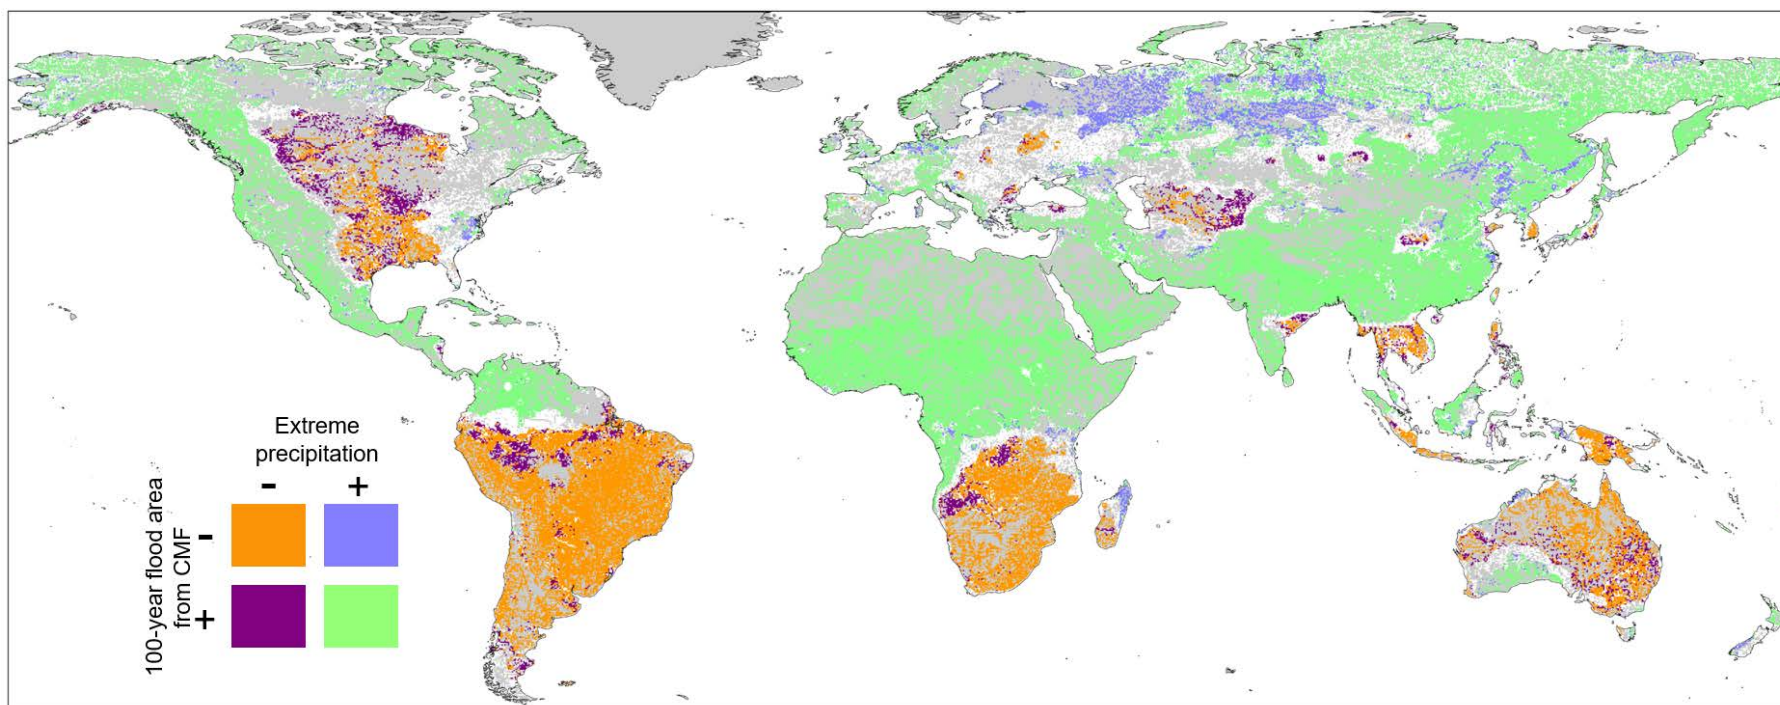 Extreme
precipitation
- +
100-year flood area
from CMF
-
+